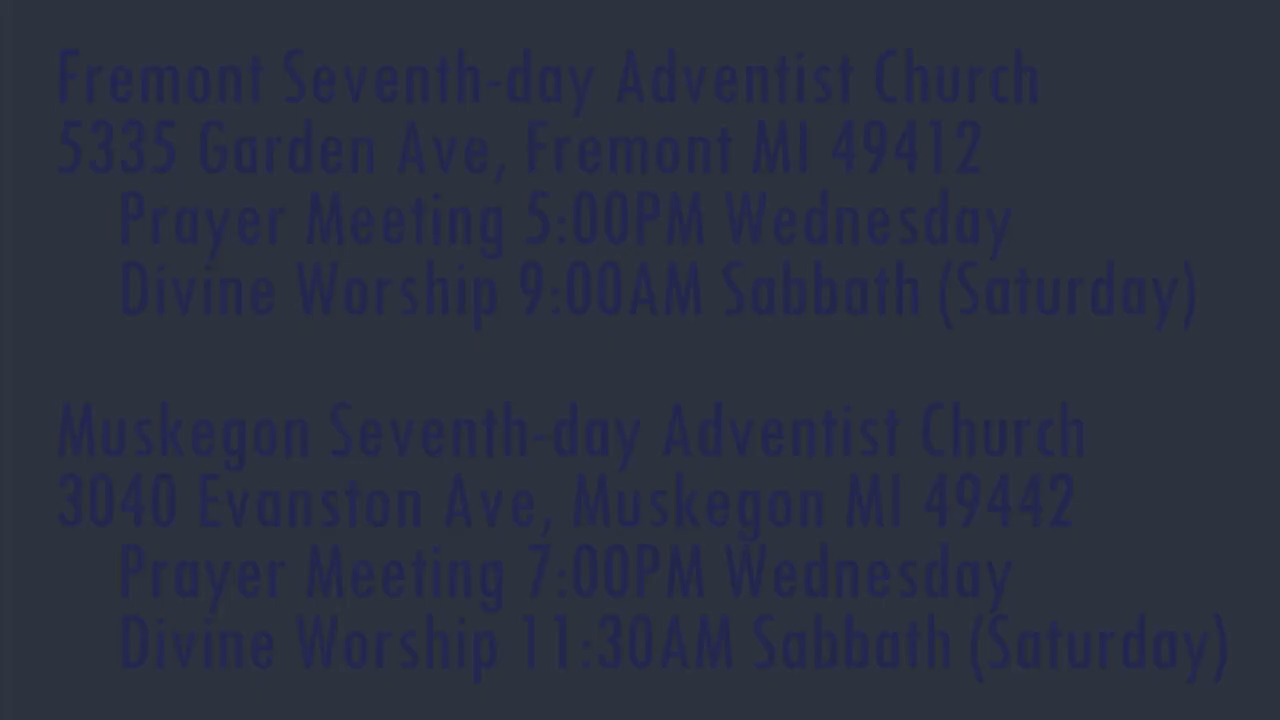 Fremont Seventh-day Adventist Church
5335 Garden Ave, Fremont MI 49412
Prayer Meeting 5:00PM Wednesday
Divine Worship 9:00AM Sabbath (Saturday)
Muskegon Seventh-day Adventist Church
3040 Evanston Ave, Muskegon MI 49442
Prayer Meeting 7:00PM Wednesday
Divine Worship 11:30AM Sabbath (Saturday)